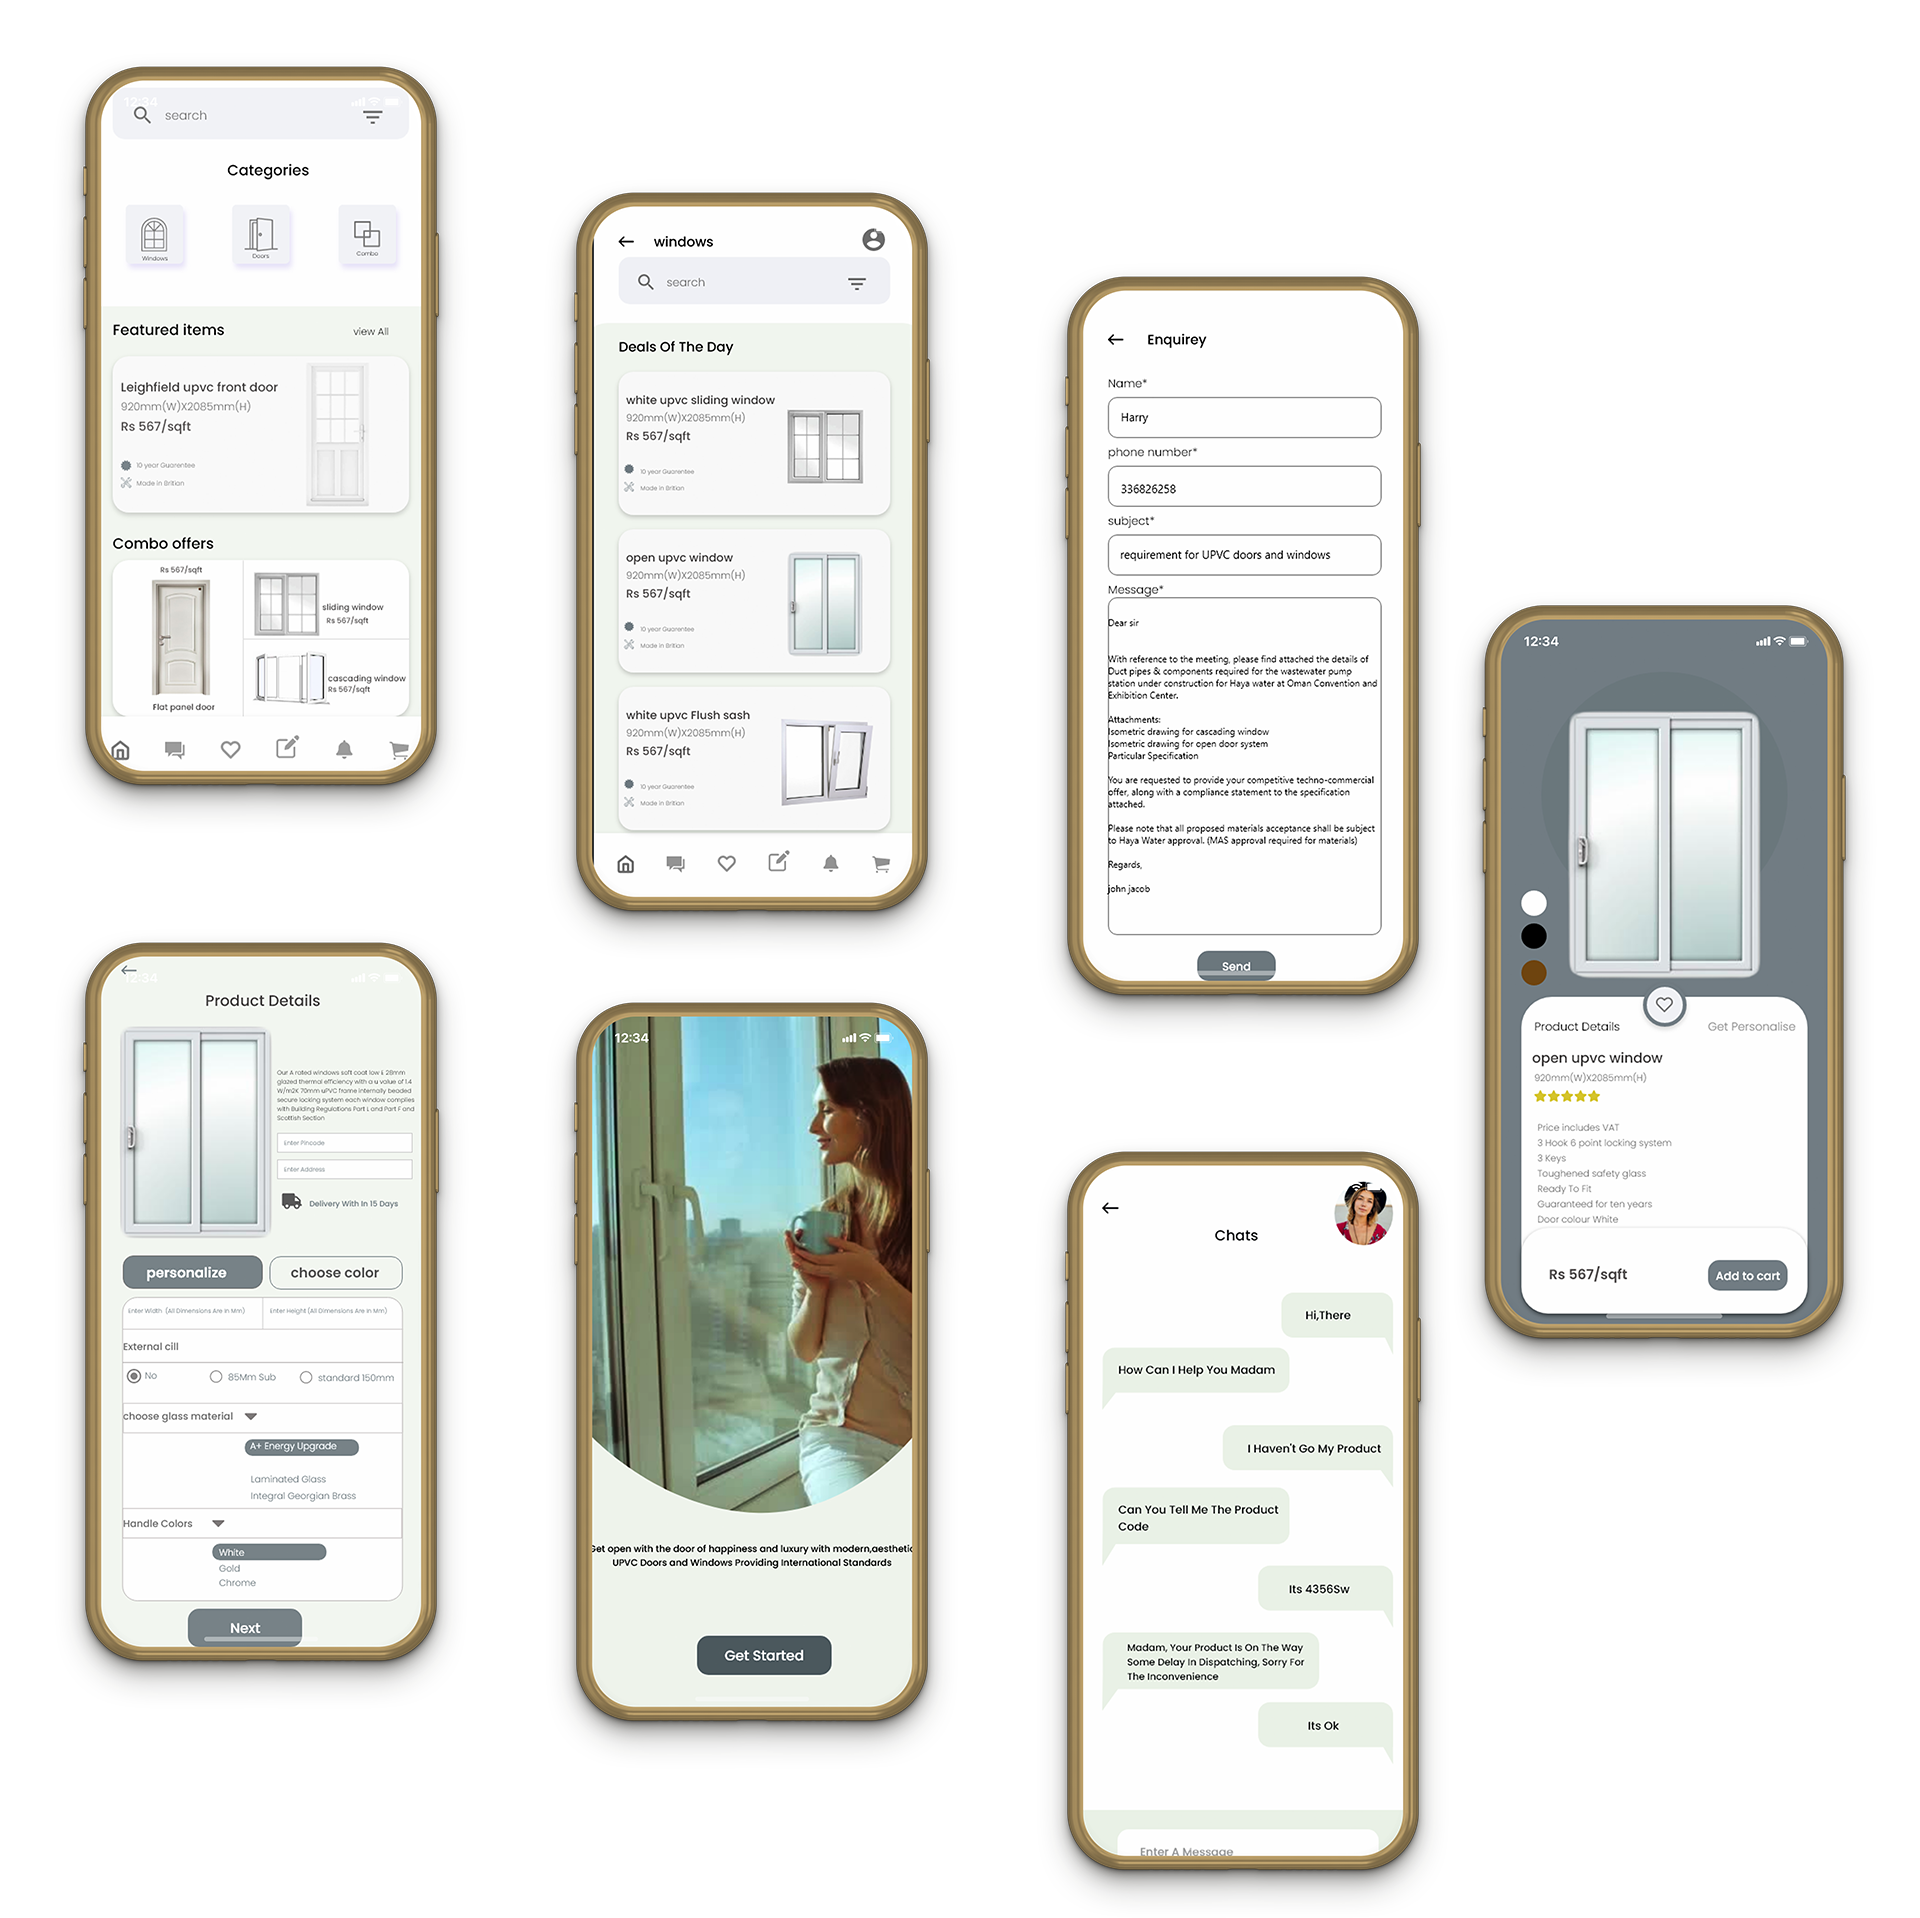 12:34
search
Categories
Windows
Doors
Combo
Featured items
view All
Leighfield upvc front door
920mm(W)X2085mm(H)
Rs 567/sqft
10 year Guarentee
Made in Britian
Combo offers
Rs 567/sqft
Flat panel door
sliding window
Rs 567/sqft
cascading window
Rs 567/sqft
windows
search
Deals Of The Day
white upvc sliding window
920mm(W)X2085mm(H)
Rs 567/sqft
10 year Guarentee
Made in Britian
open upvc window
920mm(W)X2085mm(H)
Rs 567/sqft
10 year Guarentee
Made in Britian
white upvc Flush sash
920mm(W)X2085mm(H)
Rs 567/sqft
10 year Guarentee
Made in Britian
Enquirey
Name*
Harry
phone number*
336826258
subject*
requirement for UPVC doors and windows
Message*
Dear sir
With reference to the meeting, please find attached the details of
Duct pipes & components required for the wastewater pump
station under construction for Haya water at Oman Convention and
Exhibition Center.
Attachments:
Isometric drawing for cascading window
Isometric drawing for open door system
Particular Specification
You are requested to provide your competitive techno-commercial
offer, along with a compliance statement to the specification
attached.
Please note that all proposed materials acceptance shall be subject
to Haya Water approval. (MAS approval required for materials)
Regards,
john jacob
Send
12:34
Product Details
Get Personalise
open upvc window
920mm(W)X2085mm(H)
Price includes VAT
3 Hook 6 point locking system
3 Keys
Toughened safety glass
Ready To Fit
Guaranteed for ten years
Door colour White
Rs 567/sqft
Add to cart
12:34
Product Details
Our A rated windows soft coat low i. 28mm
glazed thermal efficiency with a u value of 1.4
W/m2K 70mm uPVC frame internally beaded
secure locking system each window complies
with Building Regulations Part L and Part F and
Scottish Section
Enter Pincode
Enter Address
Delivery With In 15 Days
personalize
choose color
Enter Width (All Dimensions Are In Mm)
Enter Height (All Dimensions Are In Mm)
External cill
No
85Mm Sub
standard 150mm
choose glass material
A+ Energy Upgrade
Laminated Glass
Integral Georgian Brass
Handle Colors
White
Gold
Chrome
Next
12:34
Get open with the door of happiness and luxury with modern,aesthetic
UPVC Doors and Windows Providing International Standards
Get Started
Chats
Hi,There
How Can I Help You Madam
I Haven't Go My Product
Can You Tell Me The Product
Code
Its 4356Sw
Madam, Your Product Is On The Way
Some Delay In Dispatching, Sorry For
The Inconvenience
Its Ok
Enter A Message